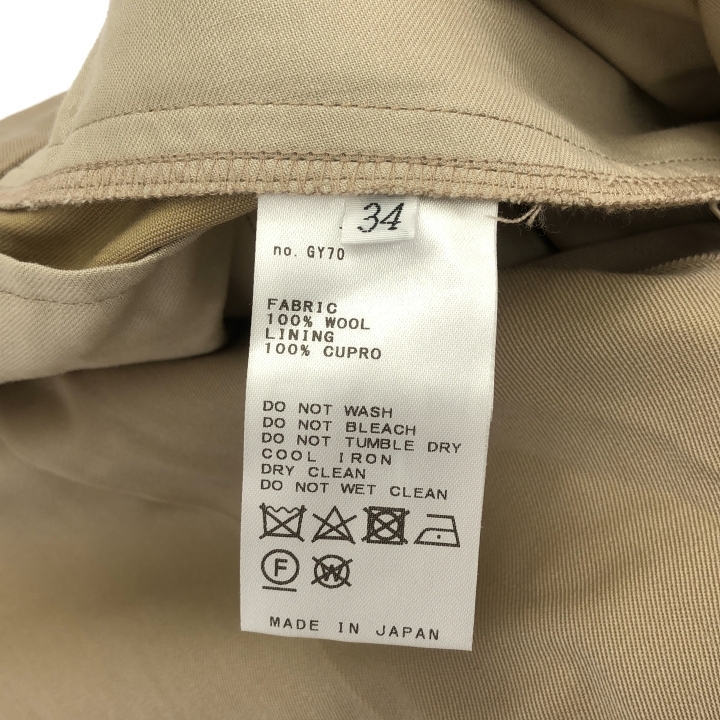 34
no. GY70
FABRIC
100% WOOL
LINING
100% CUPRO
DO NOT WASH
DO NOT BLEACH
DO NOT TUMBLE DRY
COOL IRON
DRY CLEAN
DO NOT WET CLEAN
F W
MADE IN JAPAN